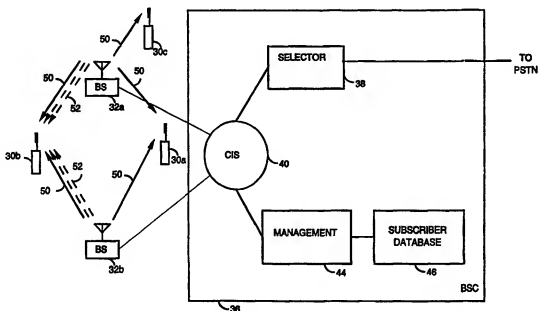 50
30c
50
BS
32a
50
52
30b
30a
52
50
50
BS
32b
SELECTOR
38
TO
PSTN
CIS
40
MANAGEMENT
44
SUBSCRIBER
DATABASE
46
BSC
36